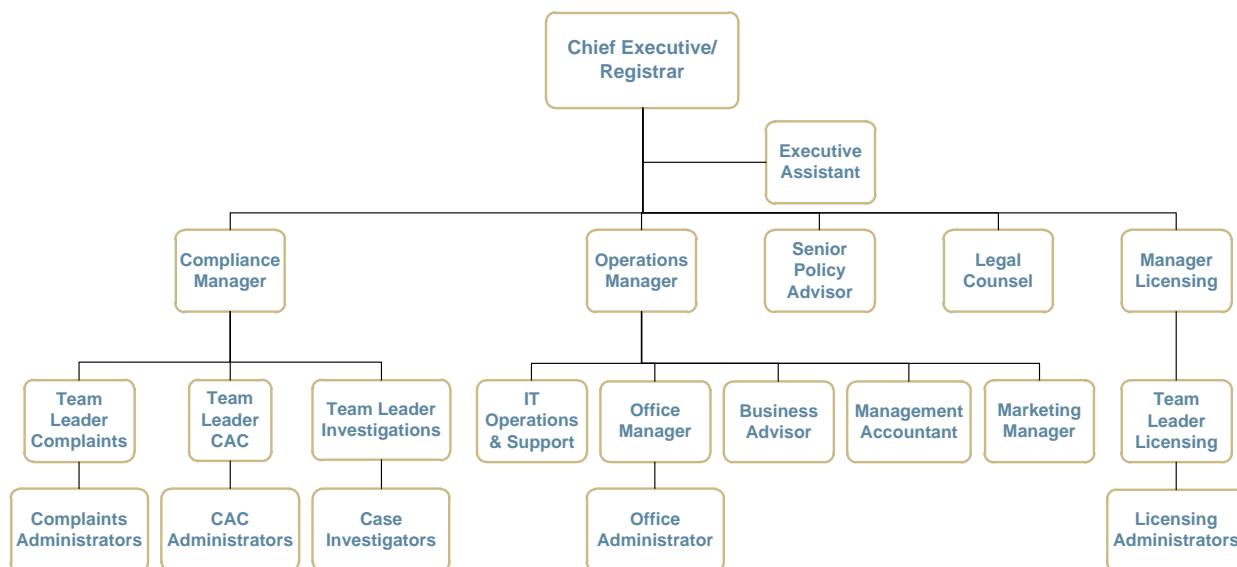 Chief Executive/
Registrar
Executive
Assistant
Compliance
Manager
Operations
Manager
Senior
Policy
Advisor
Legal
Counsel
Manager
Licensing
Team
Leader
Complaints
Team
Leader
CAC
Team Leader
Investigations
IT
Operations
& Support
Office
Manager
Business
Advisor
Management
Accountant
Marketing
Manager
Team
Leader
Licensing
Complaints
Administrators
CAC
Administrators
Case
Investigators
Office
Administrator
Licensing
Administrators